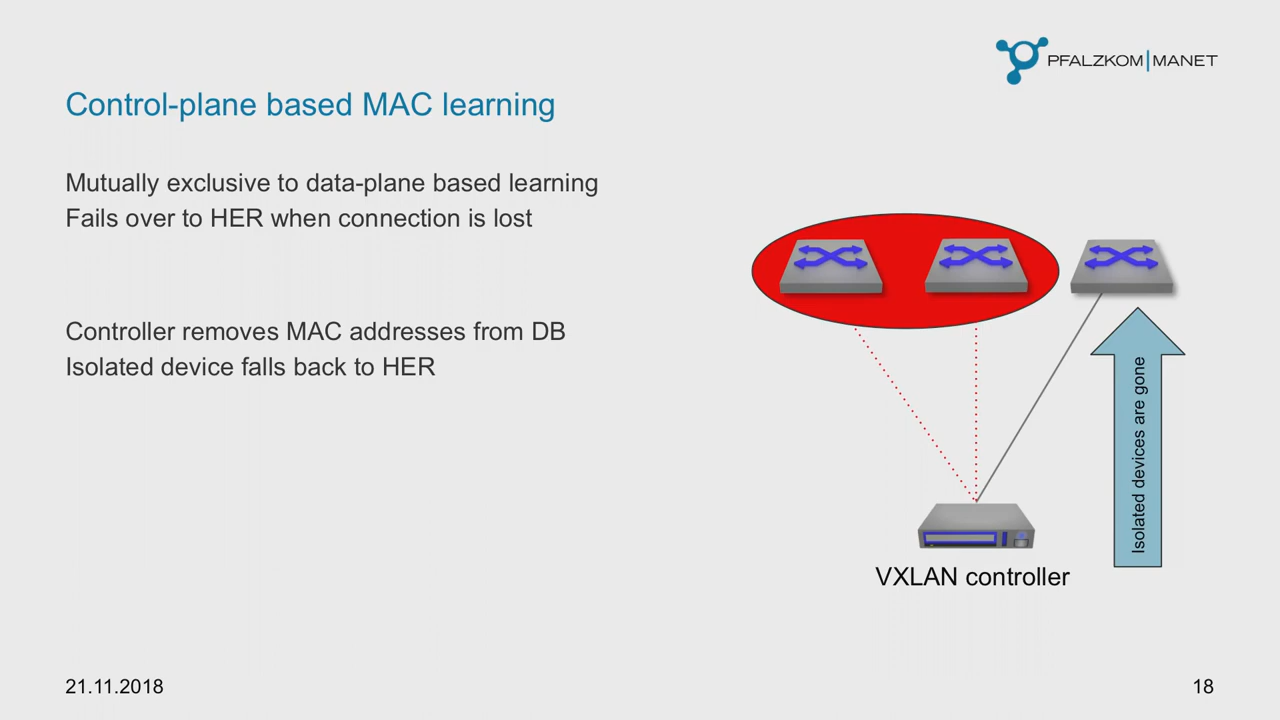 PFALZKOM|MANET
Control-plane based MAC learning
Mutually exclusive to data-plane based learning
Fails over to HER when connection is lost
Controller removes MAC addresses from DB
Isolated device falls back to HER
Isolated devices are gone
VXLAN controller
21.11.2018
18